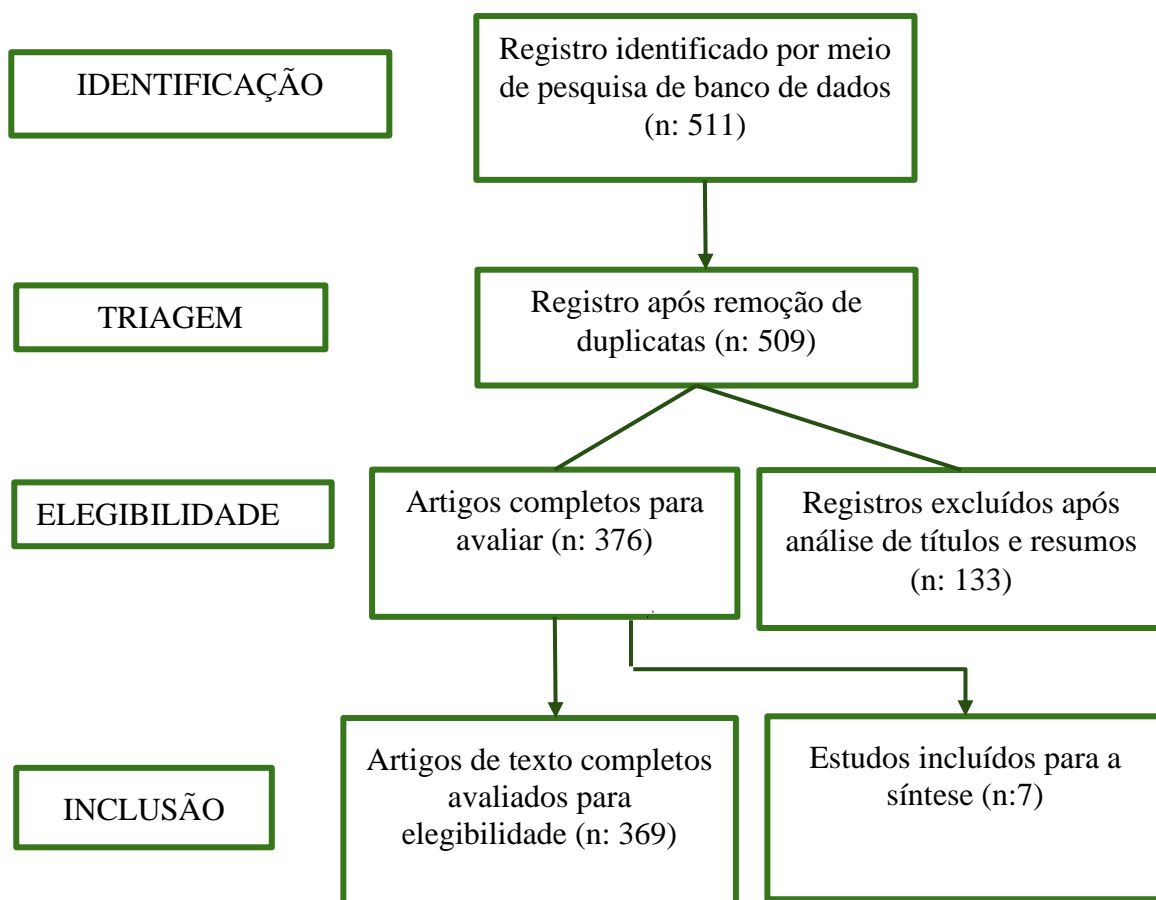 IDENTIFICAÇÃO
Registro identificado por meio
de pesquisa de banco de dados
(n: 511)
TRIAGEM
Registro após remoção de
duplicatas (n: 509)
ELEGIBILIDADE
Artigos completos para
avaliar (n: 376)
Registros excluídos após
análise de títulos e resumos
(n: 133)
INCLUSÃO
Artigos de texto completos
avaliados para
elegibilidade (n: 369)
Estudos incluídos para a
síntese (n:7)